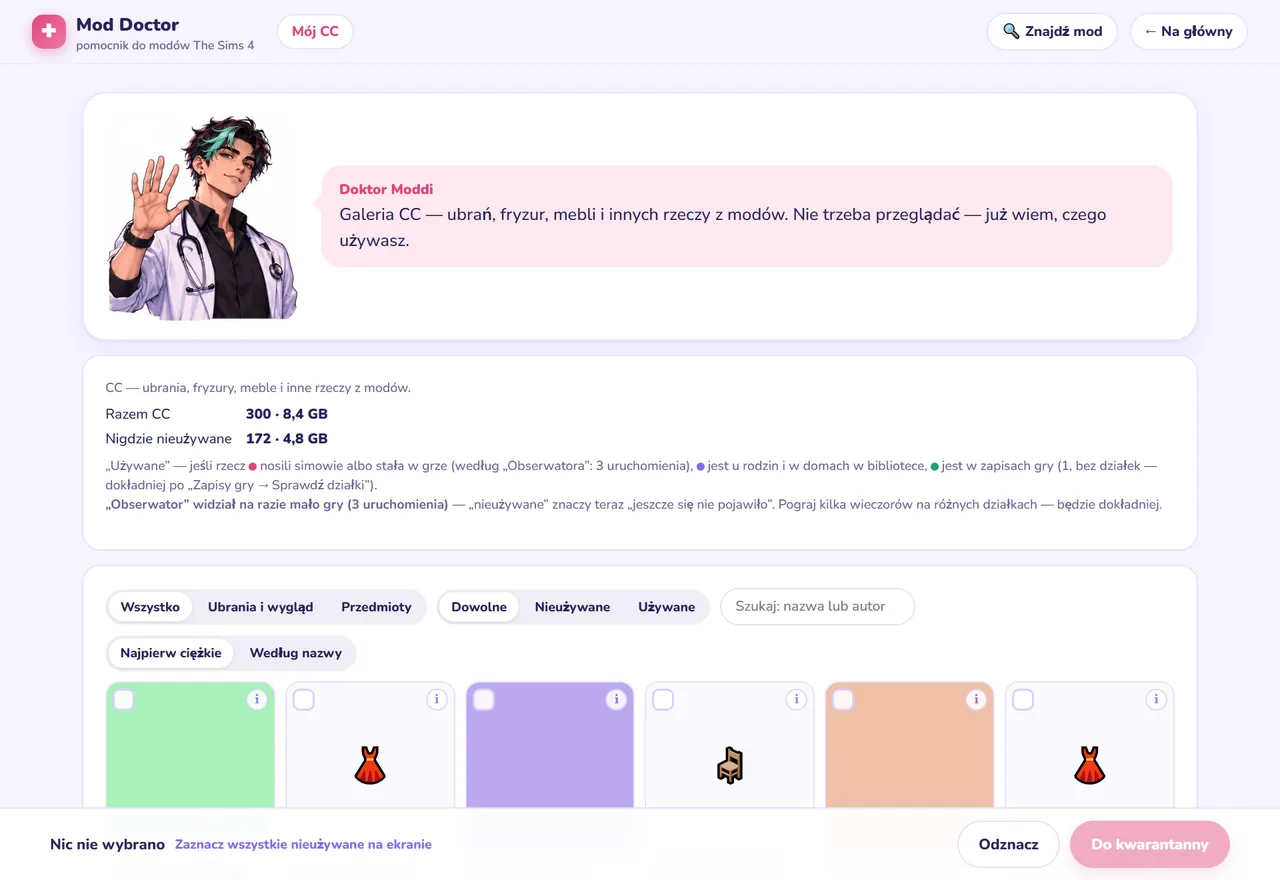 Mod Doctor
pomocnik do modów The Sims 4
Mój CC
Znajdź mod
← Na główny
Doktor Moddi
Galeria CC — ubrań, fryzur, mebli i innych rzeczy z modów. Nie trzeba przeglądać — już wiem, czego
używasz.
CC — ubrania, fryzury, meble i inne rzeczy z modów.
Razem CC 300 · 8,4 GB
Nigdzie nieużywane 172 · 4,8 GB
„Używane” — jeśli rzecz nosili simowie albo stała w grze (według „Obserwatora”: 3 uruchomienia), jest u rodzin i w domach w bibliotece, jest w zapisach gry (1, bez działek —
dokładniej po „Zapisy gry → Sprawdź działki”).
„Obserwator” widział na razie mało gry (3 uruchomienia) — „nieużywane” znaczy teraz „jeszcze się nie pojawiło”. Pograj kilka wieczorów na różnych działkach — będzie dokładniej.
Wszystko Ubrania i wygląd Przedmioty Dowolne Nieużywane Używane Szukaj: nazwa lub autor
Najpierw ciężkie Według nazwy
i i i i i i
Nic nie wybrano Zaznacz wszystkie nieużywane na ekranie Odznacz Do kwarantanny